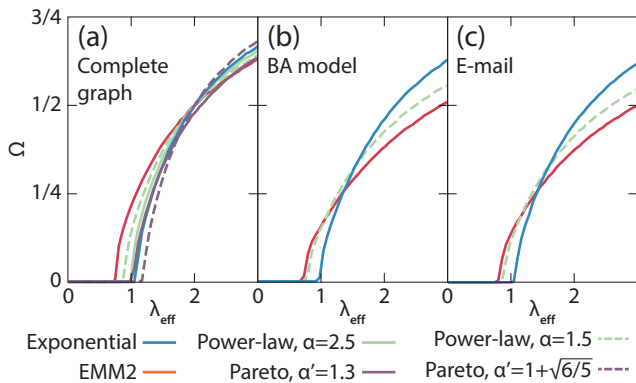 3/4
(a)
Complete
graph
(b)
BA model
(c)
E-mail
1/2
Ω
1/4
0
0 1 2 0 1 2 0 1 2
λeff λeff λeff
Exponential Power-law, α=2.5 Power-law, α=1.5
EMM2 Pareto, α'=1.3 Pareto, α'=1+√6/5